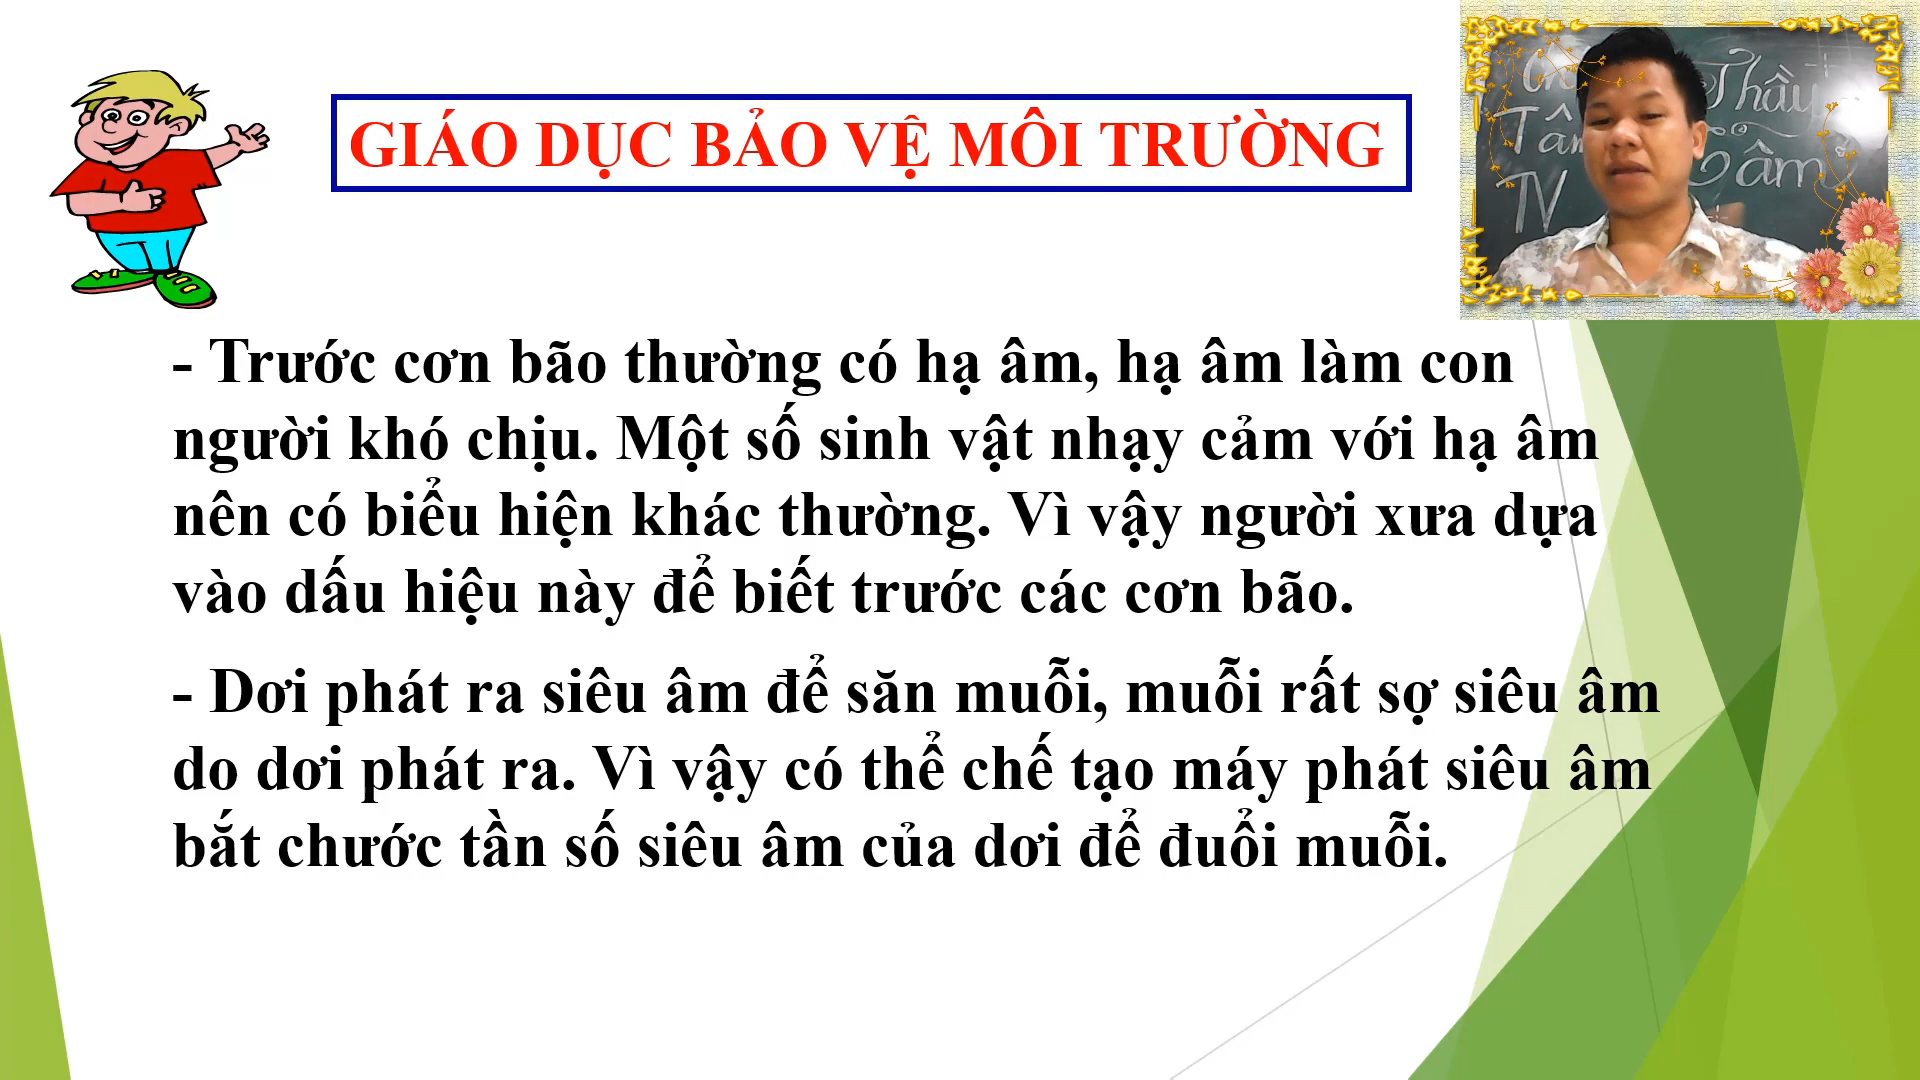 GIÁO DỤC BẢO VỆ MÔI TRƯỜNG
Thầy
Tâm
TV
- Trước cơn bão thường có hạ âm, hạ âm làm con
người khó chịu. Một số sinh vật nhạy cảm với hạ âm
nên có biểu hiện khác thường. Vì vậy người xưa dựa
vào dấu hiệu này để biết trước các cơn bão.
- Dơi phát ra siêu âm để săn muỗi, muỗi rất sợ siêu âm
do dơi phát ra. Vì vậy có thể chế tạo máy phát siêu âm
bắt chước tần số siêu âm của dơi để đuổi muỗi.